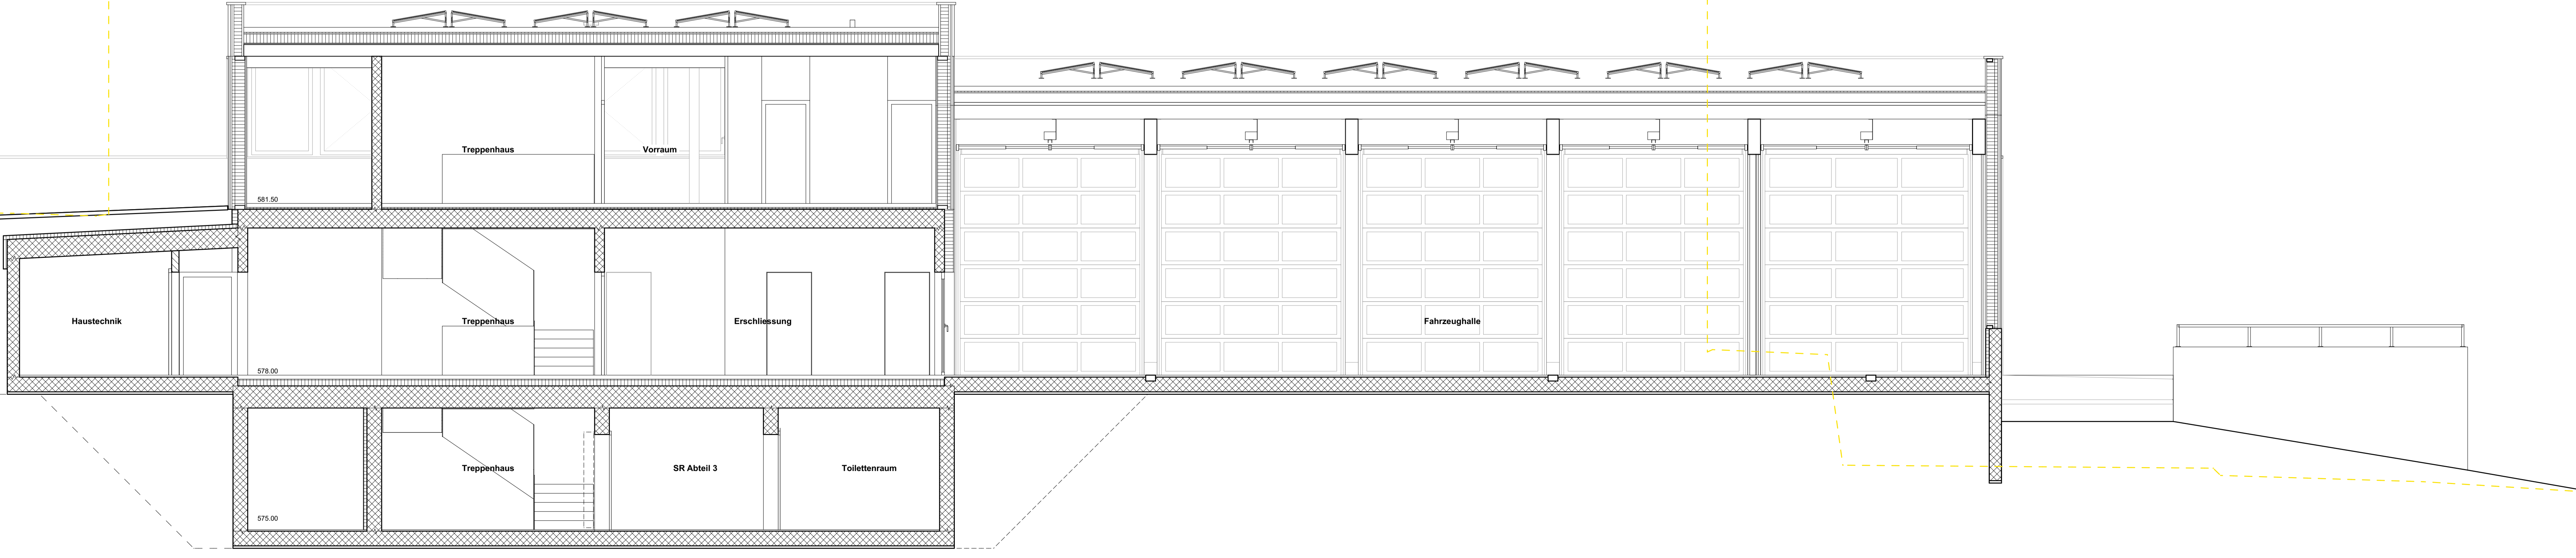 Treppenhaus
Vorraum
581.50
Haustechnik
Treppenhaus
Erschliessung
Fahrzeughalle
578.00
Treppenhaus
SR Abteil 3
Toilettenraum
575.00